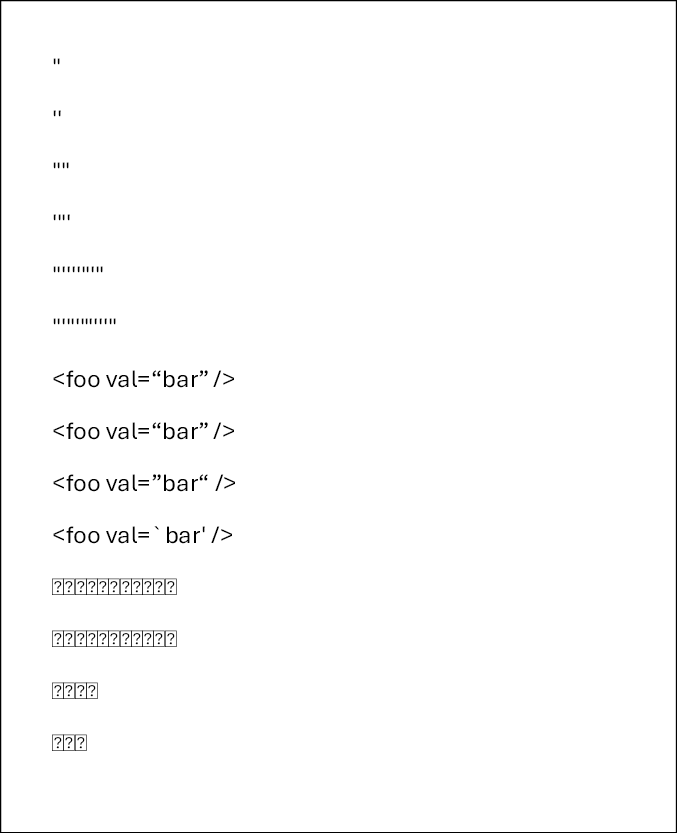 "
''
""
'"'
"''''"'"
"'"''"'''"
<foo val=“bar” />
<foo val=“bar” />
<foo val=”bar“ />
<foo val=`bar' />
⍰⍰⍰⍰⍰⍰⍰⍰⍰⍰⍰
⍰⍰⍰⍰⍰⍰⍰⍰⍰⍰⍰
⍰⍰⍰⍰
⍰⍰⍰